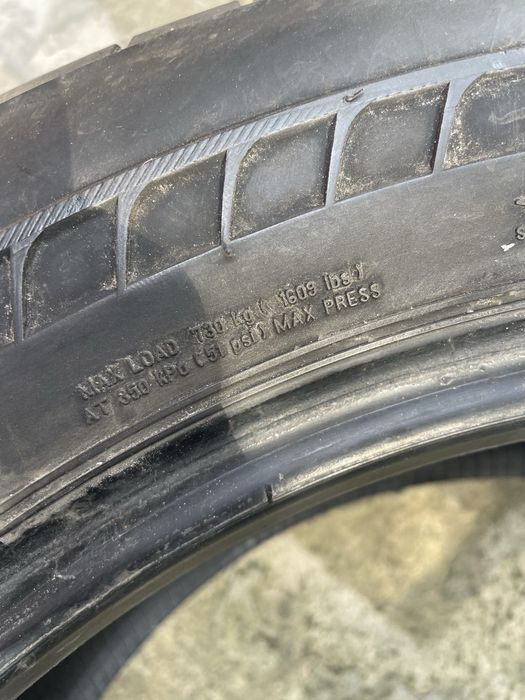 MAX LOAD 730 kg ( 1609 lbs.)
AT 350 kPa (51 psi) MAX PRESS
S